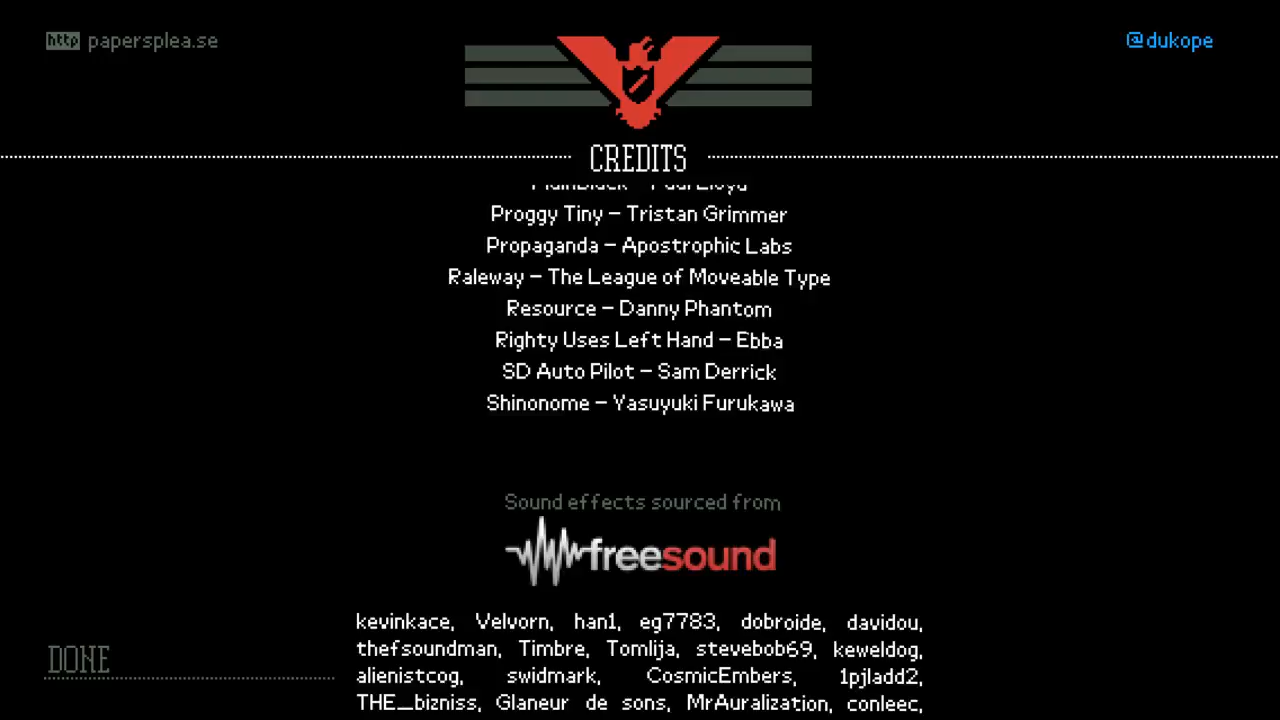 http papersplea.se
@dukope
CREDITS
Proggy Tiny – Tristan Grimmer
Propaganda – Apostrophic Labs
Raleway – The League of Moveable Type
Resource – Danny Phantom
Righty Uses Left Hand – Ebba
SD Auto Pilot – Sam Derrick
Shinonome – Yasuyuki Furukawa
Sound effects sourced from
freesound
kevinkace, Velvorn, han1, eg7783, dobroide, davidou,
thefsoundman, Timbre, Tomlija, stevebob69, keweldog,
alienistcog, swidmark, CosmicEmbers, 1pjladd2,
THE_bizniss, Glaneur de sons, MrAuralization, conleec,
DONE